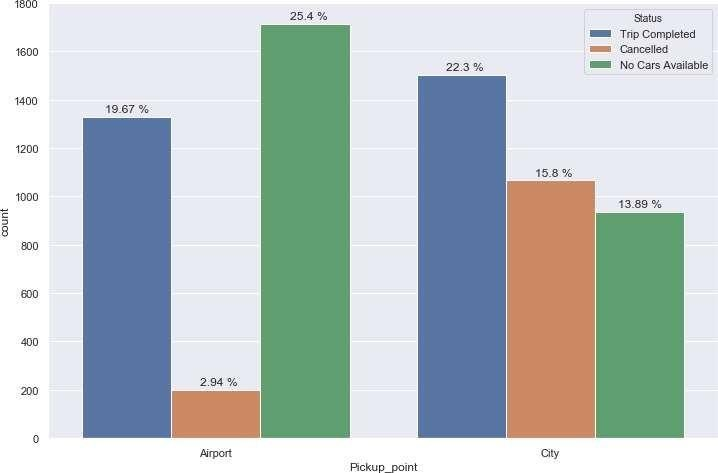 1800
1600
1400
1200
1000
800
600
400
200
0
count
19.67 %
2.94 %
25.4 %
22.3 %
15.8 %
13.89 %
Status
Trip Completed
Cancelled
No Cars Available
Airport
City
Pickup_point